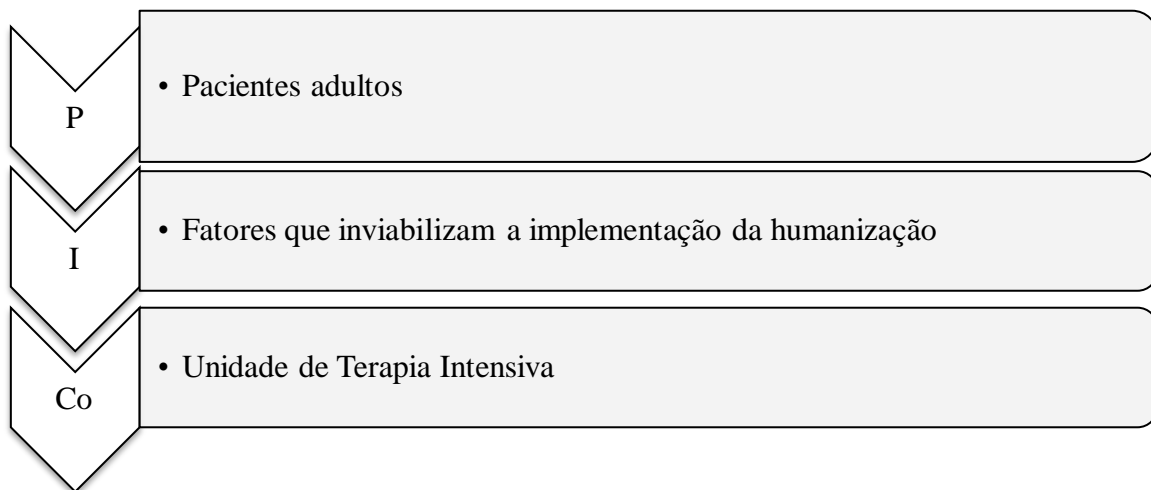 P
• Pacientes adultos
I
• Fatores que inviabilizam a implementação da humanização
Co
• Unidade de Terapia Intensiva